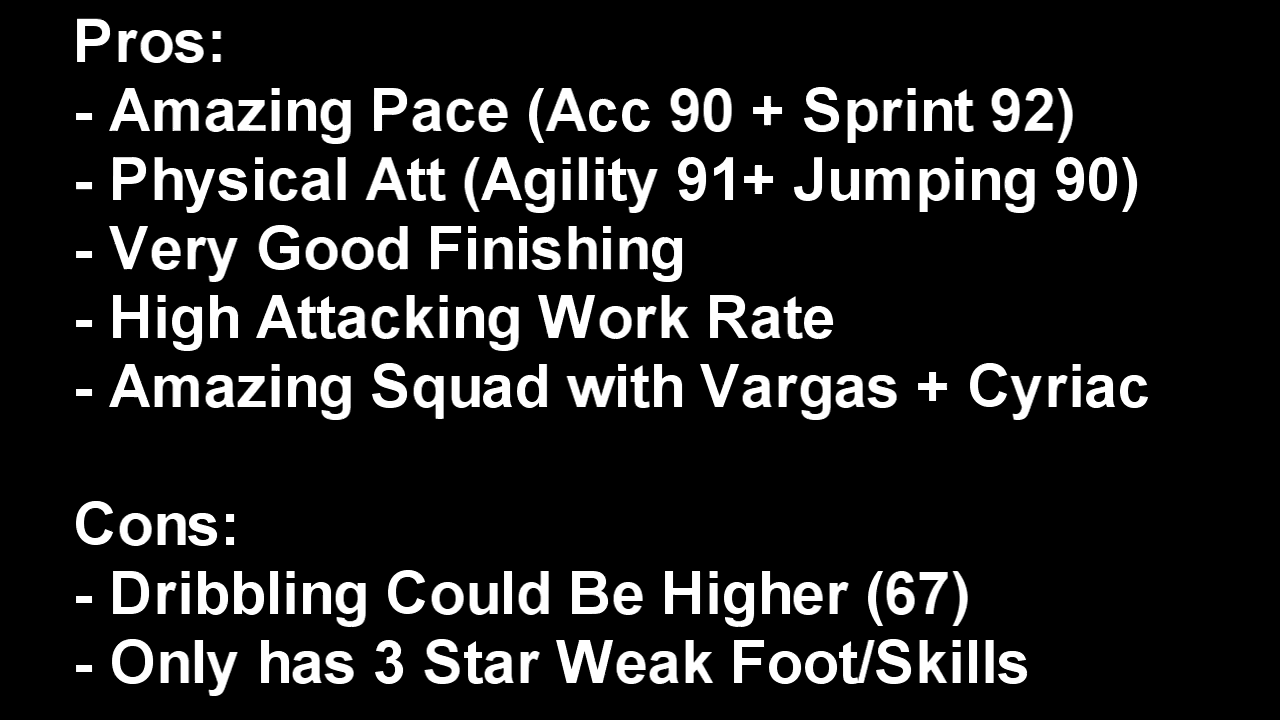 Pros:
- Amazing Pace (Acc 90 + Sprint 92)
- Physical Att (Agility 91+ Jumping 90)
- Very Good Finishing
- High Attacking Work Rate
- Amazing Squad with Vargas + Cyriac
Cons:
- Dribbling Could Be Higher (67)
- Only has 3 Star Weak Foot/Skills